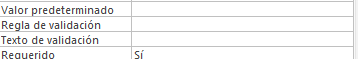 Valor predeterminado
Regla de validación
Texto de validación
Requerido Sí